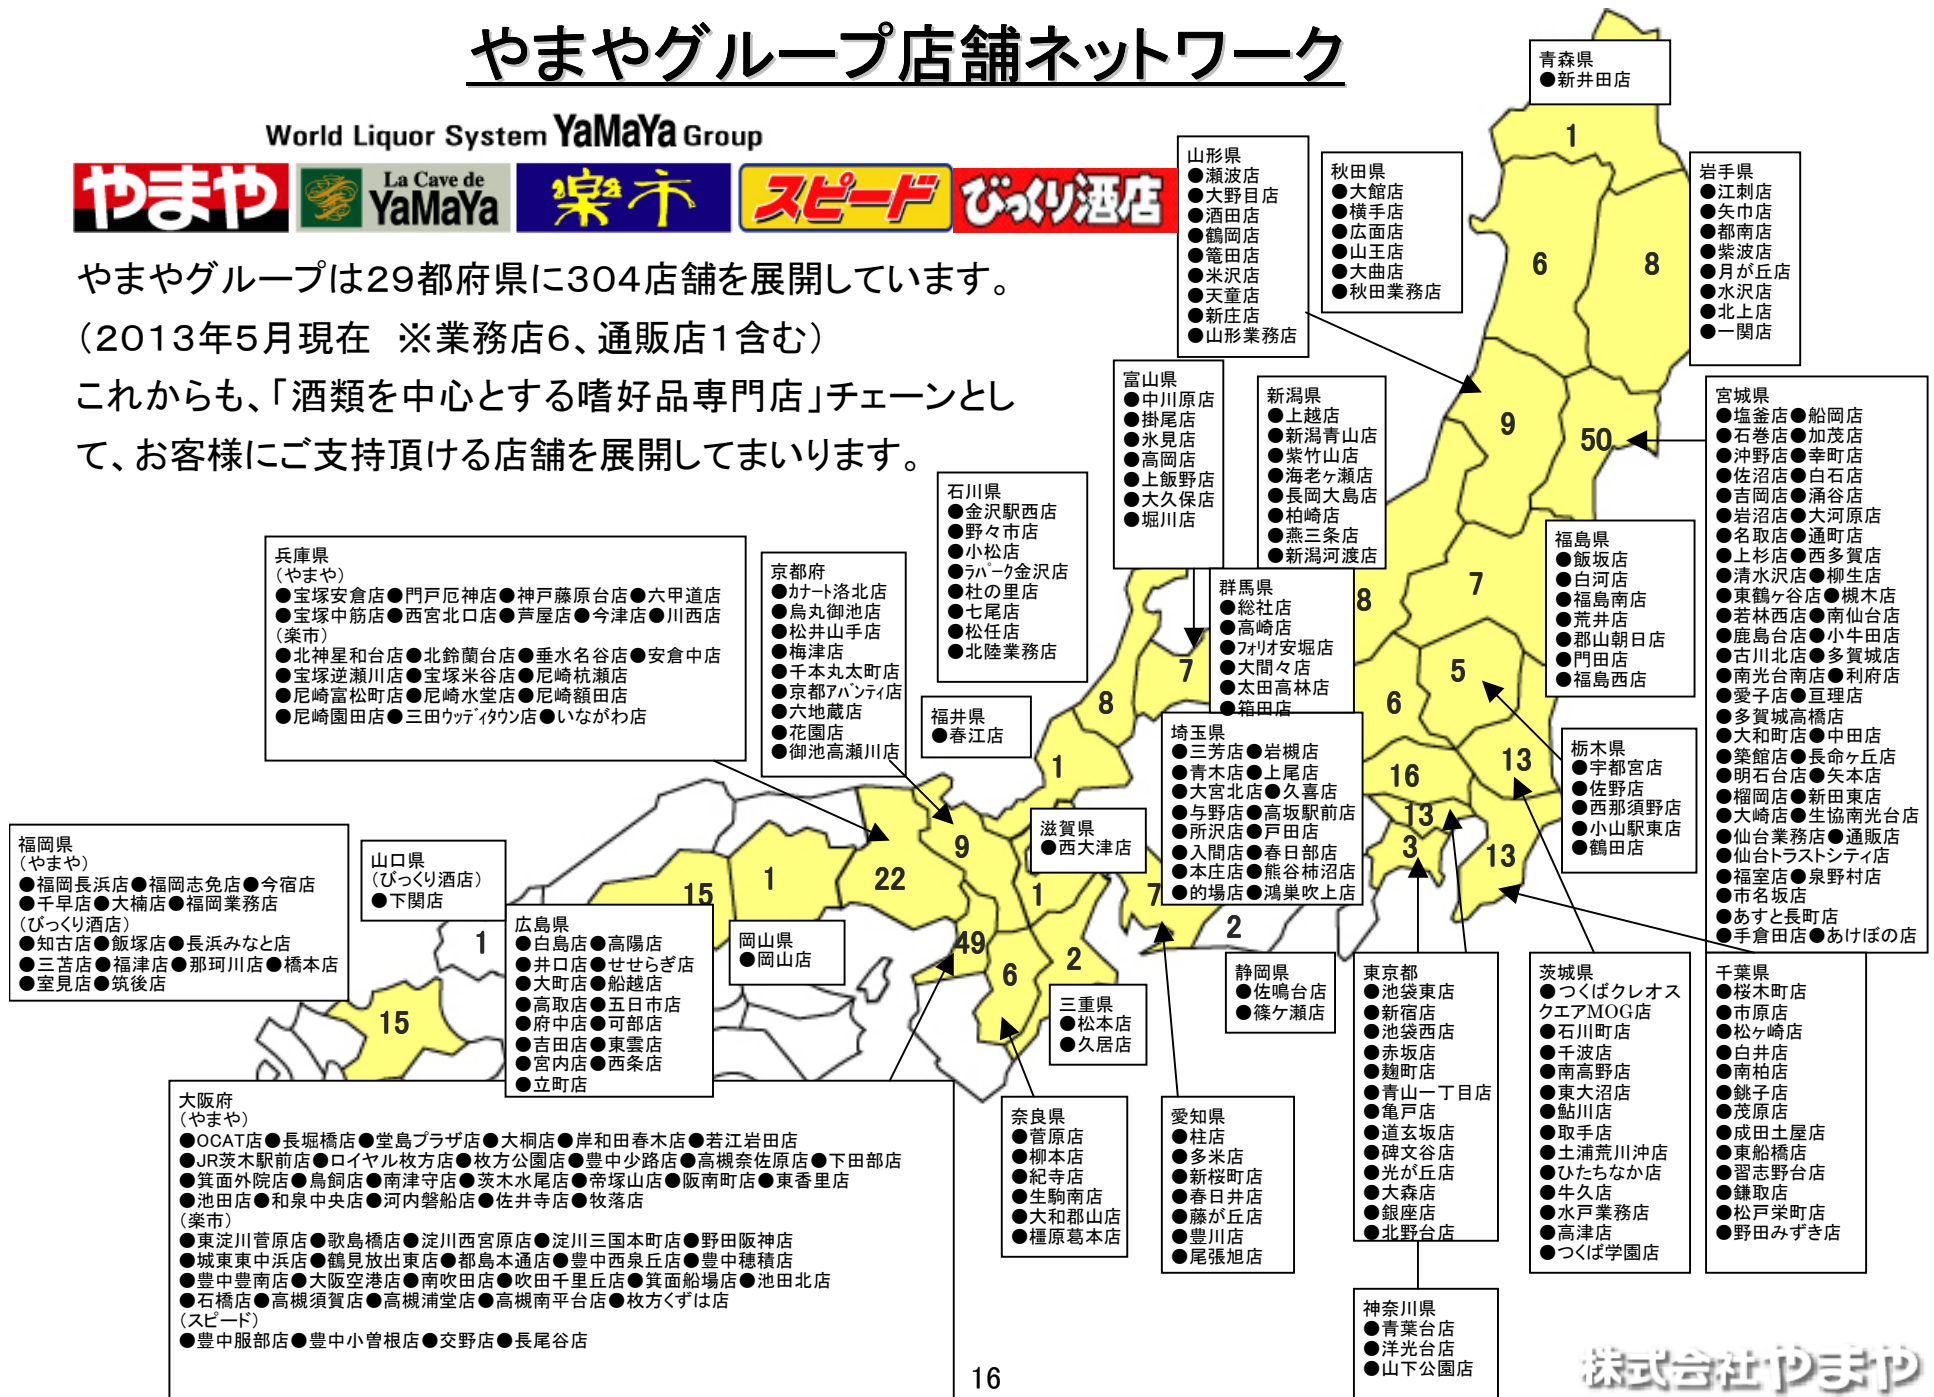 やまやグループ店舗ネットワーク
World Liquor System YaMaYa Group
やまや
La Cave de
YaMaYa
楽市
スピード
びっくり酒店
やまやグループは29都府県に304店舗を展開しています。
（2013年5月現在　※業務店6、通販店1含む）
これからも、「酒類を中心とする嗜好品専門店」チェーンとし
て、お客様にご支持頂ける店舗を展開してまいります。
青森県
●新井田店
山形県
●瀬波店
●大野目店
●酒田店
●鶴岡店
●篭田店
●米沢店
●天童店
●新庄店
●山形業務店
秋田県
●大館店
●横手店
●広面店
●山王店
●大曲店
●秋田業務店
岩手県
●江刺店
●矢巾店
●都南店
●紫波店
●月が丘店
●水沢店
●北上店
●一関店
富山県
●中川原店
●掛尾店
●氷見店
●高岡店
●上飯野店
●大久保店
●堀川店
新潟県
●上越店
●新潟青山店
●紫竹山店
●海老ヶ瀬店
●長岡大島店
●柏崎店
●燕三条店
●新潟河渡店
宮城県
●塩釜店●船岡店
●石巻店●加茂店
●沖野店●幸町店
●佐沼店●白石店
●吉岡店●涌谷店
●岩沼店●大河原店
●名取店●通町店
●上杉店●西多賀店
●清水沢店●柳生店
●東鶴ヶ谷店●槻木店
●若林西店●南仙台店
●鹿島台店●小牛田店
●古川北店●多賀城店
●南光台南店●利府店
●愛子店●亘理店
●多賀城高橋店
●大和町店●中田店
●築館店●長命ヶ丘店
●明石台店●矢本店
●榴岡店●新田東店
●大崎店●生協南光台店
●仙台業務店●通販店
●仙台トラストシティ店
●福室店●泉野村店
●市名坂店
●あすと長町店
●手倉田店●あけぼの店
石川県
●金沢駅西店
●野々市店
●小松店
●ﾗﾊﾟｰｸ金沢店
●杜の里店
●七尾店
●松任店
●北陸業務店
福島県
●飯坂店
●白河店
●福島南店
●荒井店
●郡山朝日店
●門田店
●福島西店
兵庫県
（やまや）
●宝塚安倉店●門戸厄神店●神戸藤原台店●六甲道店
●宝塚中筋店●西宮北口店●芦屋店●今津店●川西店
（楽市）
●北神星和台店●北鈴蘭台店●垂水名谷店●安倉中店
●宝塚逆瀬川店●宝塚米谷店●尼崎杭瀬店
●尼崎富松町店●尼崎水堂店●尼崎額田店
●尼崎園田店●三田ｳｯﾃﾞｨﾀｳﾝ店●いながわ店
京都府
●ｶﾅｰﾄ洛北店
●烏丸御池店
●松井山手店
●梅津店
●千本丸太町店
●京都ｱﾊﾞﾝﾃｨ店
●六地蔵店
●花園店
●御池高瀬川店
群馬県
●総社店
●高崎店
●ﾌｫﾘｵ安堀店
●大間々店
●太田高林店
●箱田店
福井県
●春江店
埼玉県
●三芳店●岩槻店
●青木店●上尾店
●大宮北店●久喜店
●与野店●高坂駅前店
●所沢店●戸田店
●入間店●春日部店
●本庄店●熊谷柿沼店
●的場店●鴻巣吹上店
栃木県
●宇都宮店
●佐野店
●西那須野店
●小山駅東店
●鶴田店
滋賀県
●西大津店
福岡県
（やまや）
●福岡長浜店●福岡志免店●今宿店
●千早店●大楠店●福岡業務店
（びっくり酒店）
●知古店●飯塚店●長浜みなと店
●三苫店●福津店●那珂川店●橋本店
●室見店●筑後店
山口県
（びっくり酒店）
●下関店
広島県
●白島店●高陽店
●井口店●せせらぎ店
●大町店●船越店
●高取店●五日市店
●府中店●可部店
●吉田店●東雲店
●宮内店●西条店
●立町店
岡山県
●岡山店
三重県
●松本店
●久居店
静岡県
●佐鳴台店
●篠ケ瀬店
東京都
●池袋東店
●新宿店
●池袋西店
●赤坂店
●麹町店
●青山一丁目店
●亀戸店
●道玄坂店
●碑文谷店
●光が丘店
●大森店
●銀座店
●北野台店
茨城県
●つくばクレオス
クエアMOG店
●石川町店
●千波店
●南高野店
●東大沼店
●鮎川店
●取手店
●土浦荒川沖店
●ひたちなか店
●牛久店
●水戸業務店
●高津店
●つくば学園店
千葉県
●桜木町店
●市原店
●松ヶ崎店
●白井店
●南柏店
●銚子店
●茂原店
●成田土屋店
●東船橋店
●習志野台店
●鎌取店
●松戸栄町店
●野田みずき店
大阪府
（やまや）
●OCAT店●長堀橋店●堂島プラザ店●大桐店●岸和田春木店●若江岩田店
●JR茨木駅前店●ロイヤル枚方店●枚方公園店●豊中少路店●高槻奈佐原店●下田部店
●箕面外院店●鳥飼店●南津守店●茨木水尾店●帝塚山店●阪南町店●東香里店
●池田店●和泉中央店●河内磐船店●佐井寺店●牧落店
（楽市）
●東淀川菅原店●歌島橋店●淀川西宮原店●淀川三国本町店●野田阪神店
●城東東中浜店●鶴見放出東店●都島本通店●豊中西泉丘店●豊中穂積店
●豊中豊南店●大阪空港店●南吹田店●吹田千里丘店●箕面船場店●池田北店
●石橋店●高槻須賀店●高槻浦堂店●高槻南平台店●枚方くずは店
（スピード）
●豊中服部店●豊中小曽根店●交野店●長尾谷店
奈良県
●菅原店
●柳本店
●紀寺店
●生駒南店
●大和郡山店
●橿原葛本店
愛知県
●柱店
●多米店
●新桜町店
●春日井店
●藤が丘店
●豊川店
●尾張旭店
神奈川県
●青葉台店
●洋光台店
●山下公園店
1
6
8
9
50
7
8
7
5
8
6
1
13
16
13
3
13
9
22
1
15
1
7
2
49
6
2
1
15
16
株式会社やまや